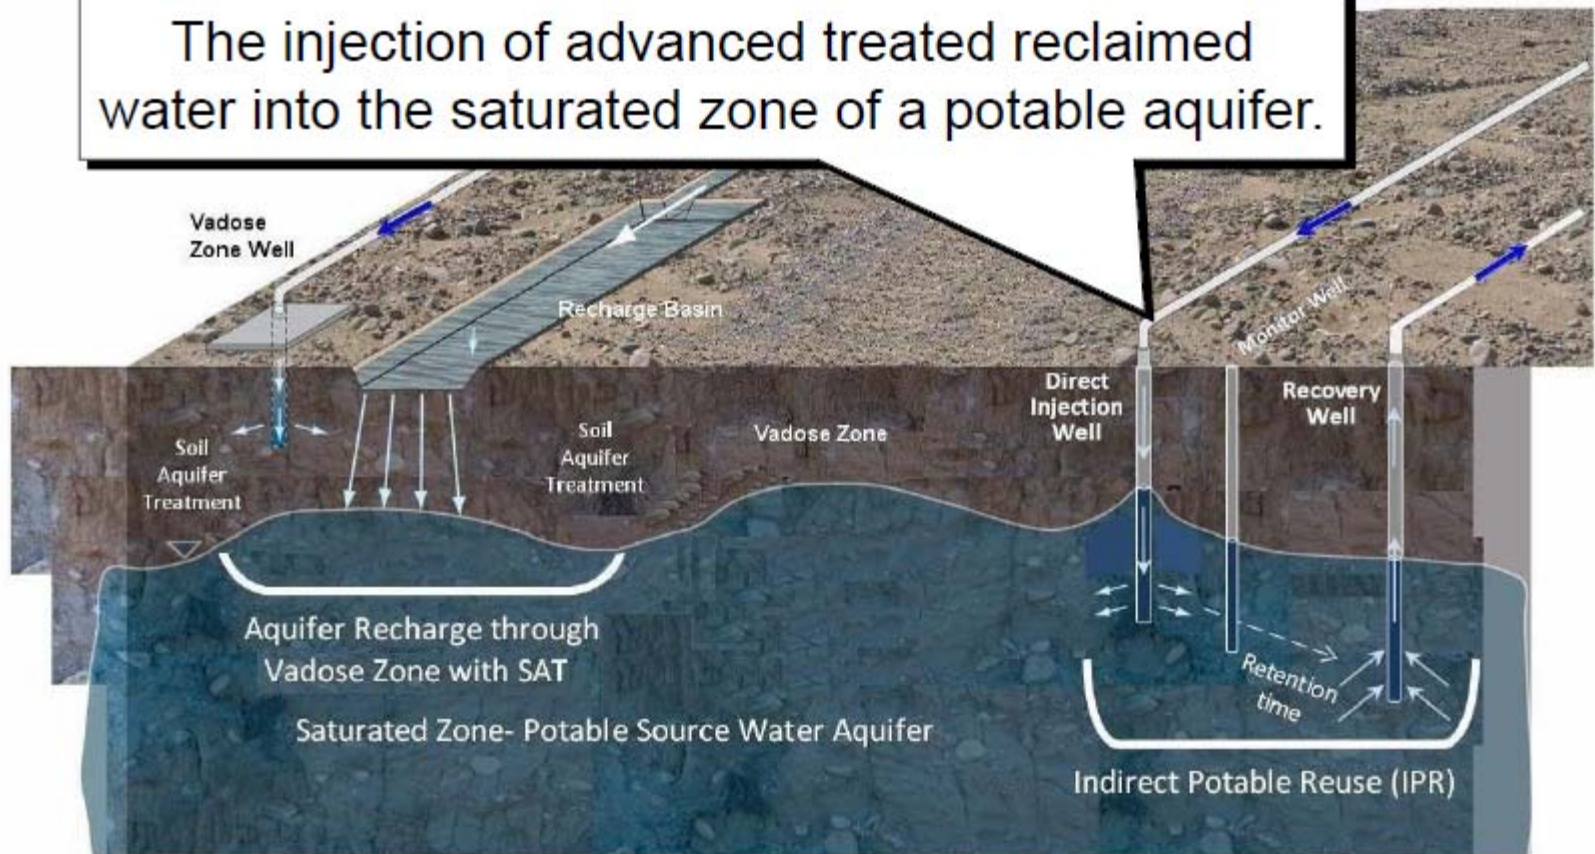 The injection of advanced treated reclaimed
water into the saturated zone of a potable aquifer.
Vadose
Zone Well
Recharge Basin
Monitor Well
Direct
Injection
Well
Recovery
Well
Soil
Aquifer
Treatment
Soil
Aquifer
Treatment
Vadose Zone
Retention
time
Aquifer Recharge through
Vadose Zone with SAT
Saturated Zone- Potable Source Water Aquifer
Indirect Potable Reuse (IPR)